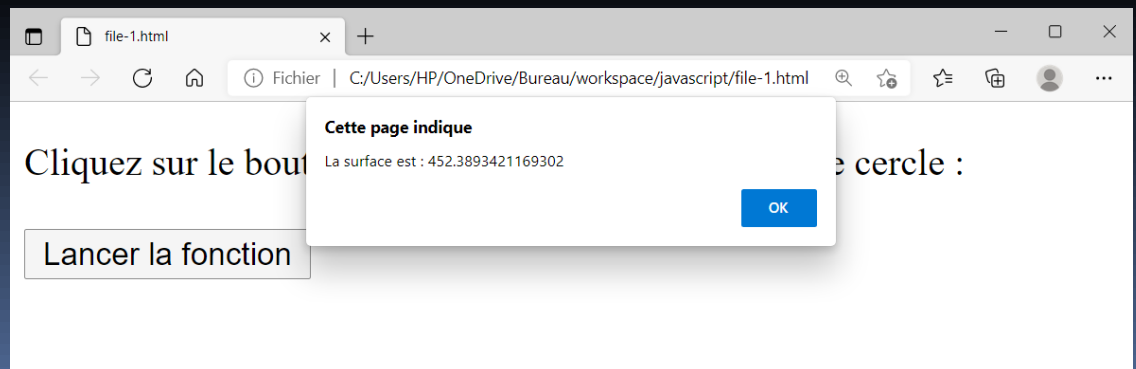 file-1.html
Fichier | C:/Users/HP/OneDrive/Bureau/workspace/javascript/file-1.html
Cette page indique
La surface est : 452.3893421169302
OK
Cliquez sur le cercle :
Lancer la fonction